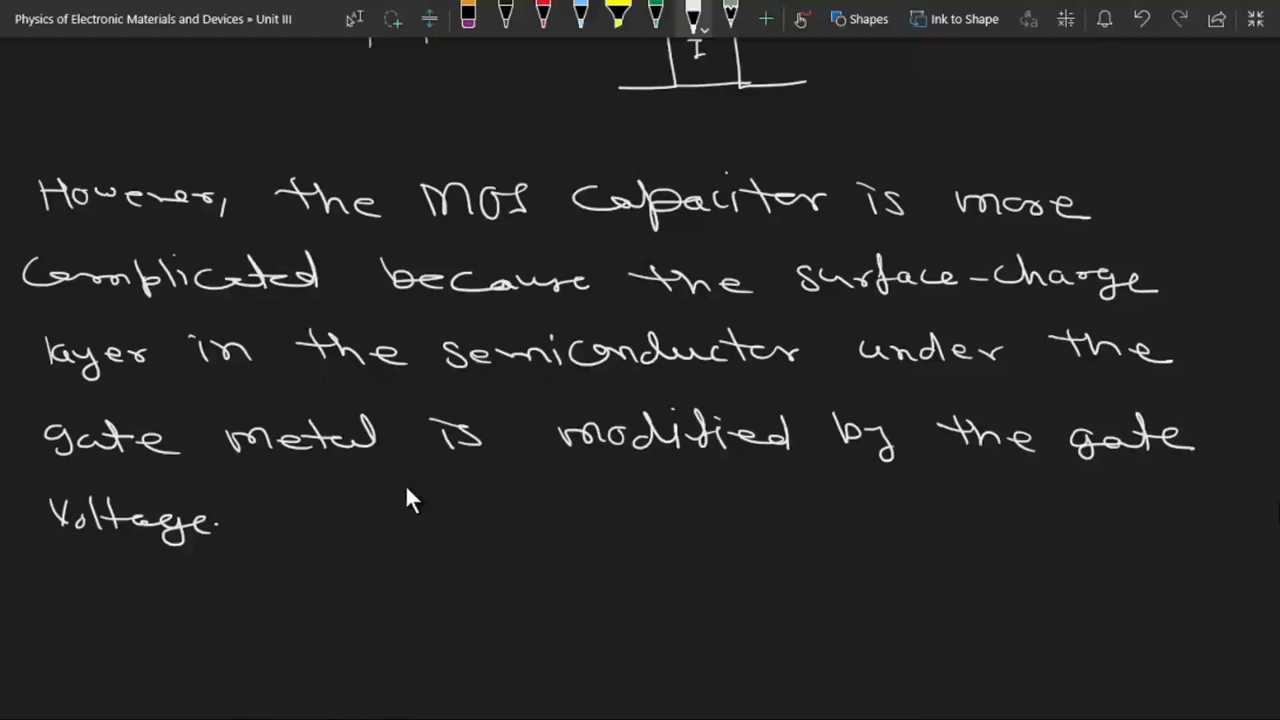 Physics of Electronic Materials and Devices » Unit III
Shapes
Ink to Shape
I
However, the MOS Capacitor is more
complicated because the surface-charge
layer in the semiconductor under the
gate metal is modified by the gate
voltage.